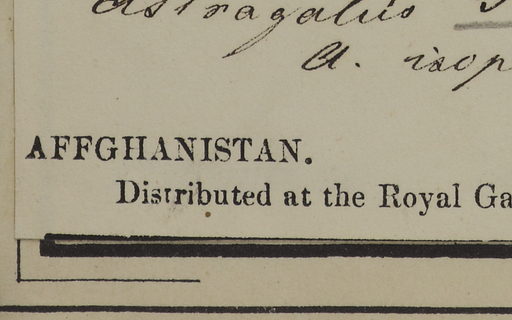 Astragalus
A. isop
AFFGHANISTAN.
Distributed at the Royal Ga